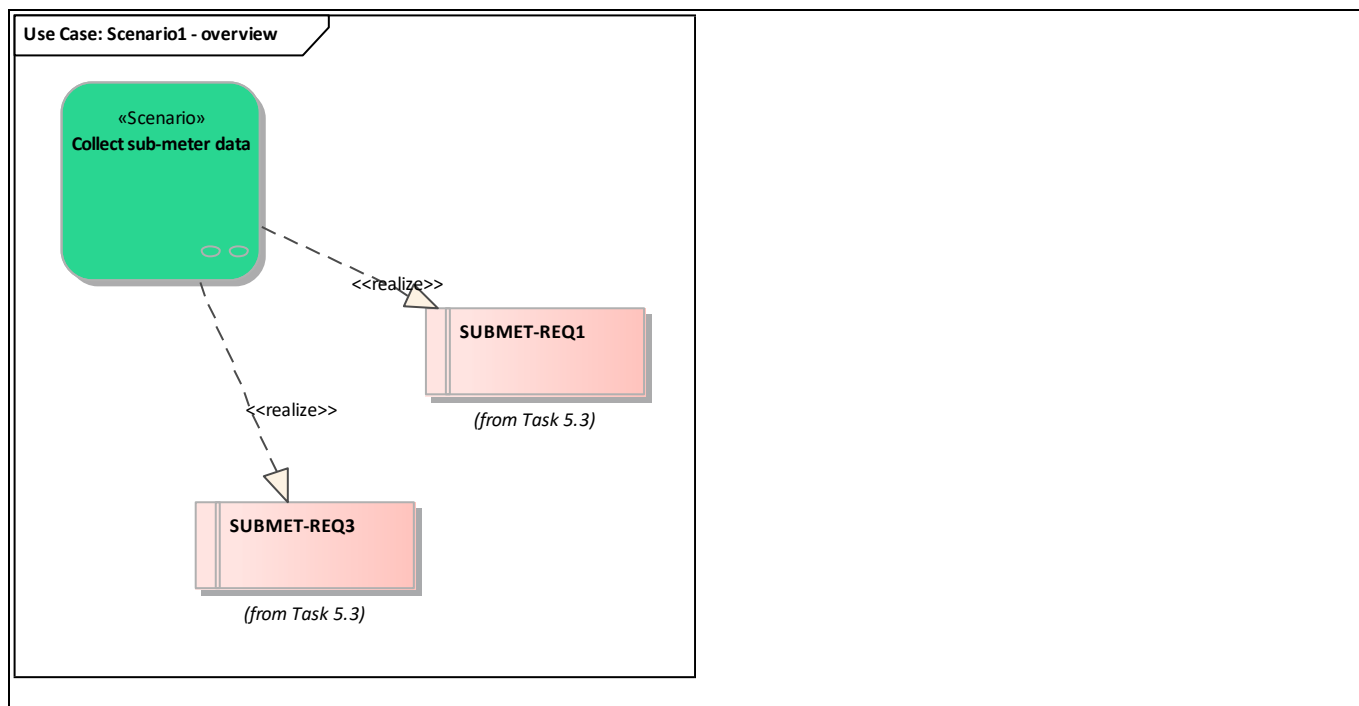 Use Case: Scenario1 - overview
«Scenario»
Collect sub-meter data
<<realize>>
SUBMET-REQ1
(from Task 5.3)
<<realize>>
SUBMET-REQ3
(from Task 5.3)